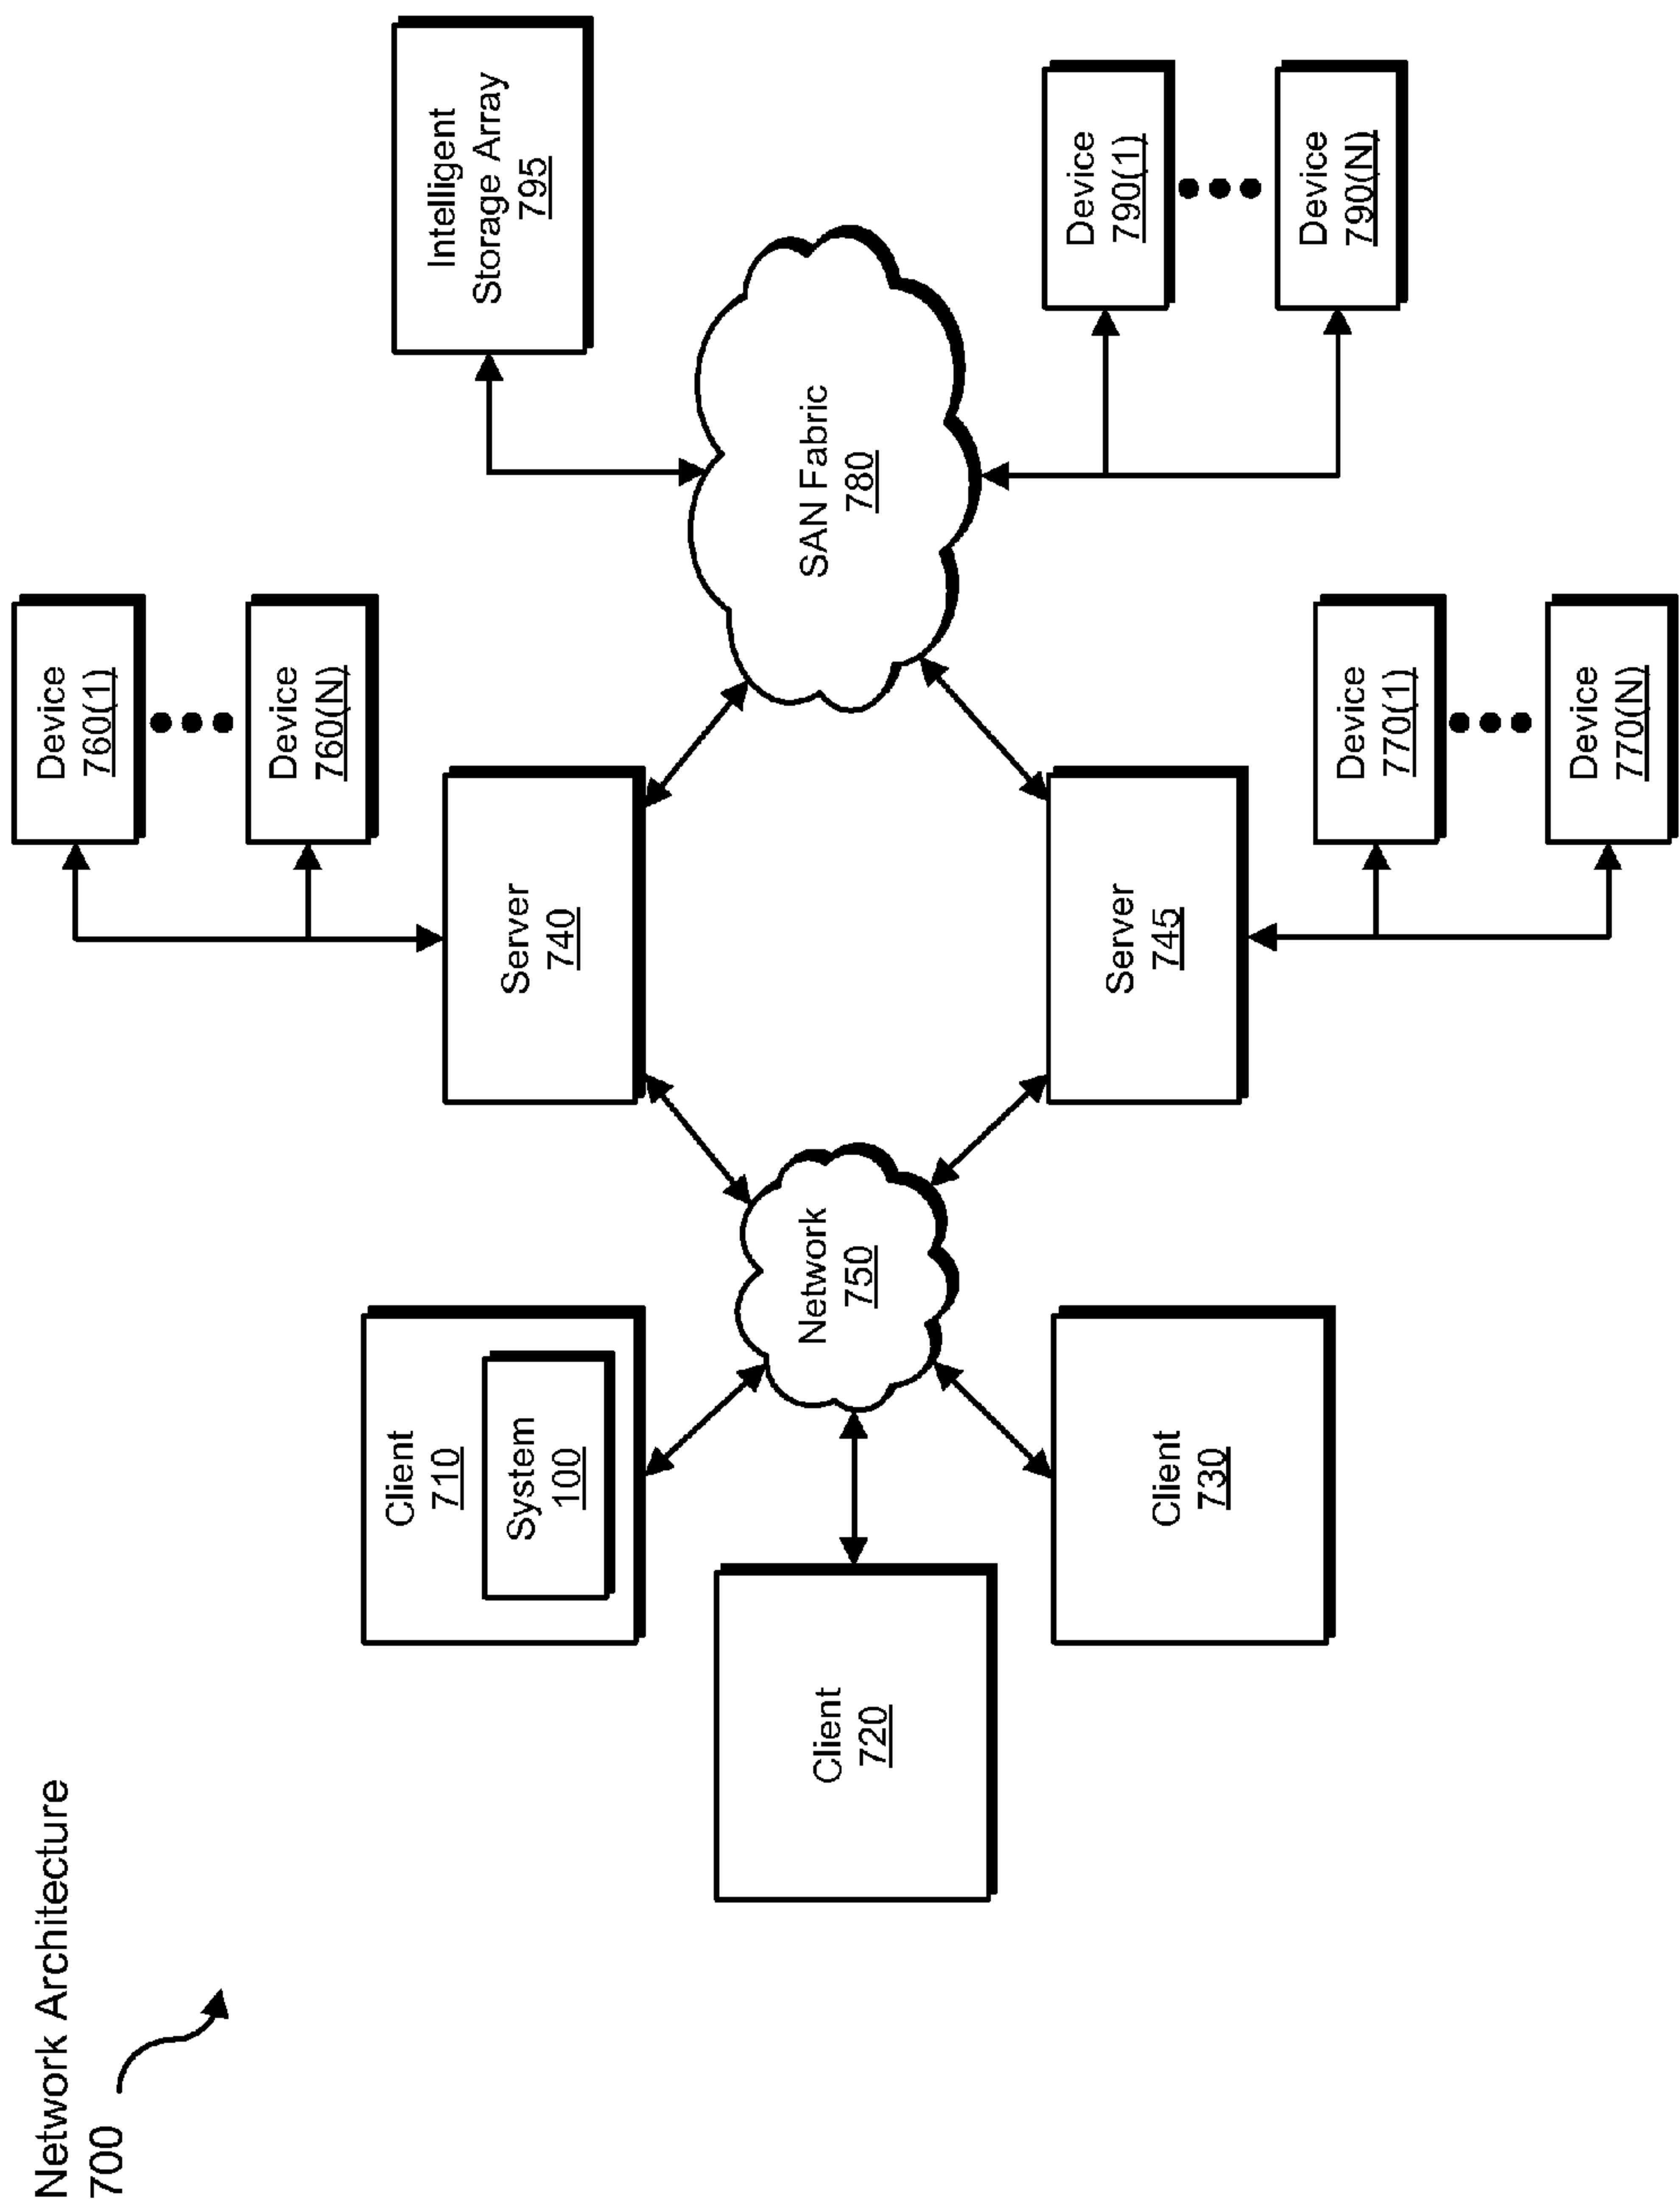 Network Architecture
700
Client
710
System
100
Client
720
Client
730
Network
750
Server
740
Server
745
Device
760(1)
Device
760(N)
Device
770(1)
Device
770(N)
SAN Fabric
780
Intelligent
Storage Array
795
Device
790(1)
Device
790(N)